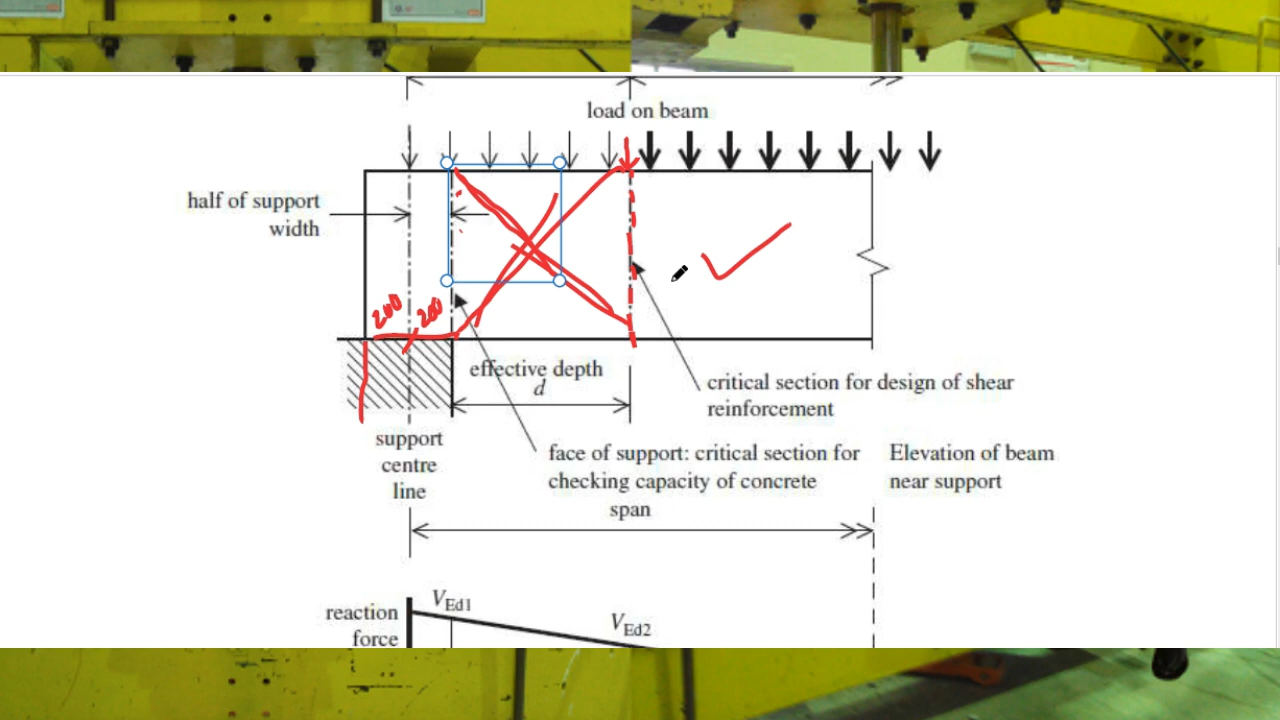 load on beam
half of support
width
200
200
effective depth
d
critical section for design of shear
reinforcement
support
centre
line
face of support: critical section for
checking capacity of concrete
Elevation of beam
near support
span
reaction
force
VEd1
VEd2